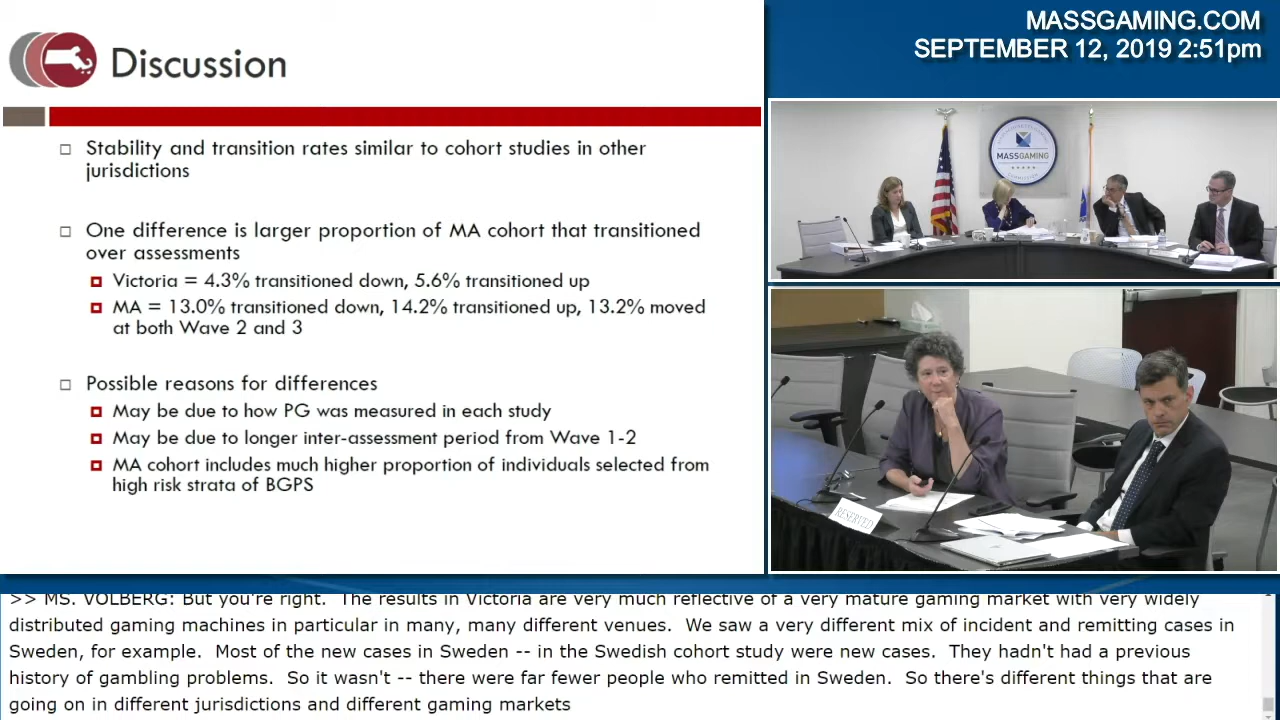 Discussion
Stability and transition rates similar to cohort studies in other
jurisdictions
One difference is larger proportion of MA cohort that transitioned
over assessments
Victoria = 4.3% transitioned down, 5.6% transitioned up
MA = 13.0% transitioned down, 14.2% transitioned up, 13.2% moved
at both Wave 2 and 3
Possible reasons for differences
May be due to how PG was measured in each study
May be due to longer inter-assessment period from Wave 1-2
MA cohort includes much higher proportion of individuals selected from
high risk strata of BGPS
MASSGAMING.COM
SEPTEMBER 12, 2019 2:51pm
MASSGAMING
RESERVED
>> MS. VOLBERG: But you're right.  The results in Victoria are very much reflective of a very mature gaming market with very widely
distributed gaming machines in particular in many, many different venues.  We saw a very different mix of incident and remitting cases in
Sweden, for example.  Most of the new cases in Sweden -- in the Swedish cohort study were new cases.  They hadn't had a previous
history of gambling problems.  So it wasn't -- there were far fewer people who remitted in Sweden.  So there's different things that are
going on in different jurisdictions and different gaming markets